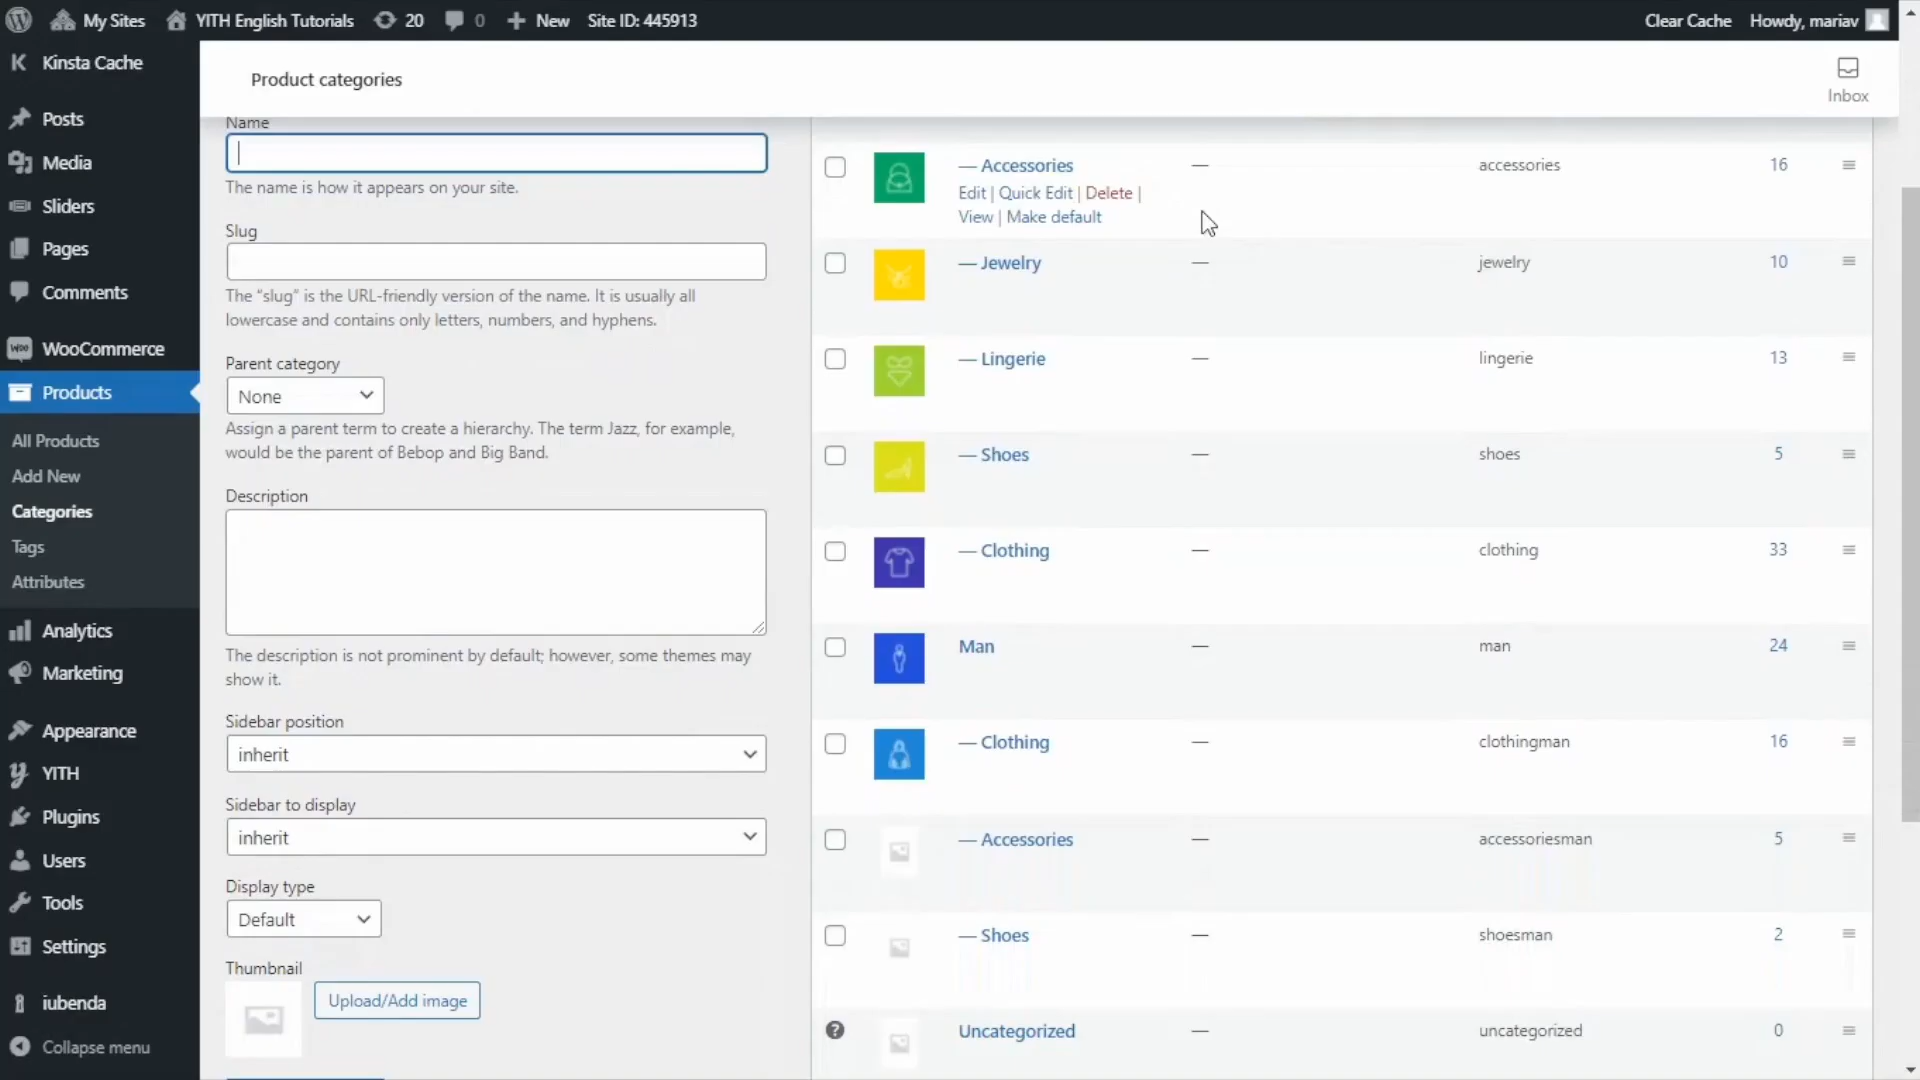 My Sites YITH English Tutorials 20 0 New Site ID: 445913 Clear Cache Howdy, mariav
Kinsta Cache
Posts
Media
Sliders
Pages
Comments
WooCommerce
Products
All Products
Add New
Categories
Tags
Attributes
Analytics
Marketing
Appearance
YITH
Plugins
Users
Tools
Settings
iubenda
Collapse menu
Product categories
Inbox
Name
The name is how it appears on your site.
Slug
The “slug” is the URL-friendly version of the name. It is usually all
lowercase and contains only letters, numbers, and hyphens.
Parent category
None
Assign a parent term to create a hierarchy. The term Jazz, for example,
would be the parent of Bebop and Big Band.
Description
The description is not prominent by default; however, some themes may
show it.
Sidebar position
inherit
Sidebar to display
inherit
Display type
Default
Thumbnail
Upload/Add image
— Accessories — accessories 16
Edit | Quick Edit | Delete |
View | Make default
— Jewelry — jewelry 10
— Lingerie — lingerie 13
— Shoes — shoes 5
— Clothing — clothing 33
Man — man 24
— Clothing — clothingman 16
— Accessories — accessoriesman 5
— Shoes — shoesman 2
Uncategorized — uncategorized 0